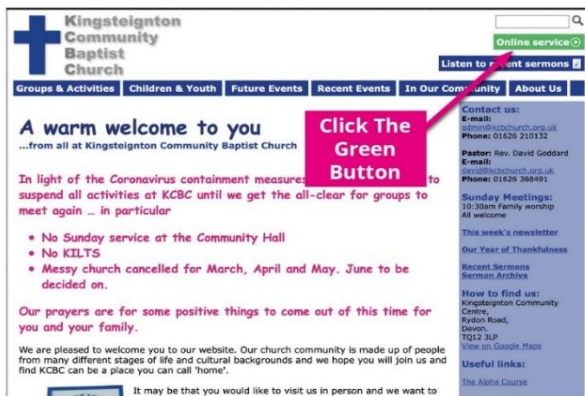 Kingsteignton
Community
Baptist
Church
Online service
Listen to recent sermons
Groups & Activities Children & Youth Future Events Recent Events In Our Community About Us
A warm welcome to you
...from all at Kingsteignton Community Baptist Church
Click The
Green
Button
In light of the Coronavirus containment measures to
suspend all activities at KCBC until we get the all-clear for groups to
meet again ... in particular
• No Sunday service at the Community Hall
• No KILTS
• Messy church cancelled for March, April and May. June to be
decided on.
Our prayers are for some positive things to come out of this time for
you and your family.
We are pleased to welcome you to our website. Our church community is made up of people
from many different stages of life and cultural backgrounds and we hope you will join us and
find KCBC can be a place you can call 'home'.
It may be that you would like to visit us in person and we want to
Contact us:
E-mail:
admin@kcbchurch.org.uk
Phone: 01626 210132
Pastor: Rev. David Goddard
E-mail:
david@kcbchurch.org.uk
Phone: 01626 368491
Sunday Meetings:
10:30am Family worship
All welcome
This week's newsletter
Our Year of Thankfulness
Recent Sermons
Sermon Archive
How to find us:
Kingsteignton Community
Centre,
Rydon Road,
Devon.
TQ12 3LP
View on Google Maps
Useful links:
The Alpha Course